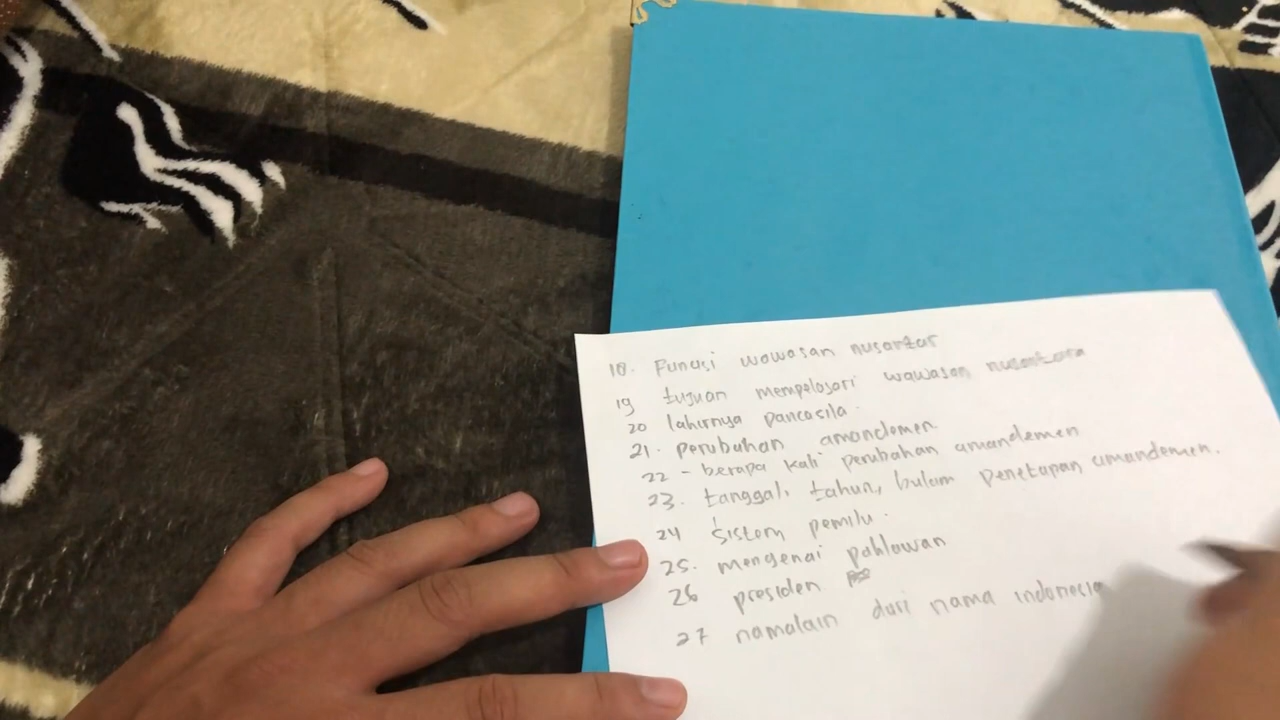 18. Fungsi wawasan nusantar
19 tujuan mempelajari wawasan nusantara
20 lahirnya pancasila.
21. perubahan amandemen
22 - berapa kali perubahan amandemen
23. tanggal, tahun, bulan penetapan amandemen.
24 sistem pemilu.
25. mengenai pahlawan
26 presiden
27 namalain dari nama indonesia